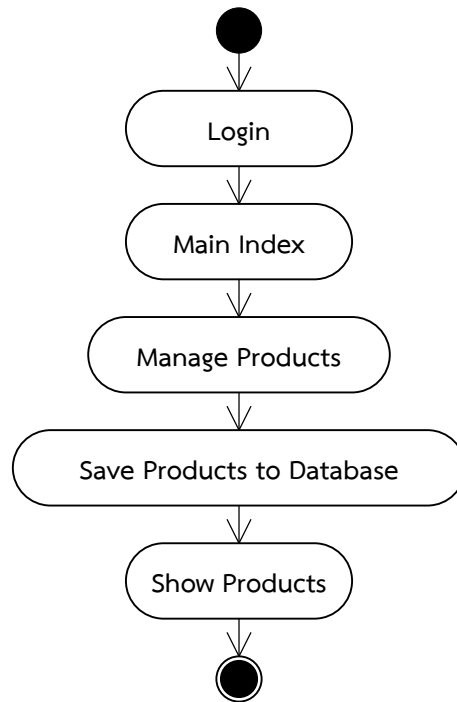 Login
Main Index
Manage Products
Save Products to Database
Show Products